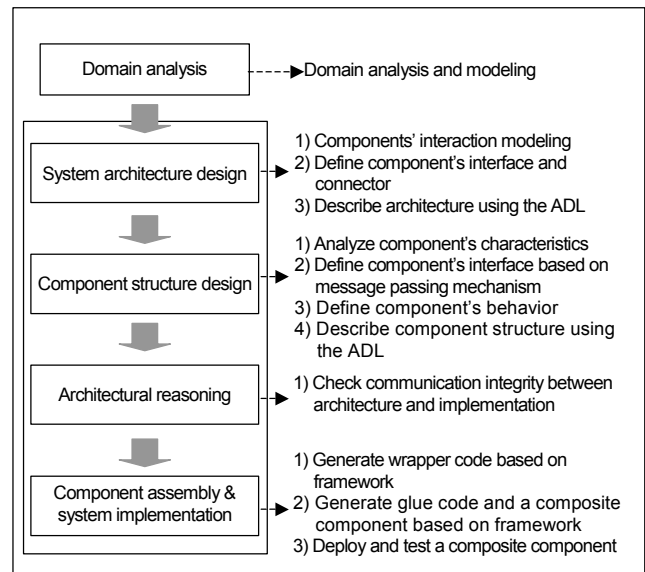 Domain analysis
Domain analysis and modeling
System architecture design
1) Components' interaction modeling
2) Define component's interface and
connector
3) Describe architecture using the ADL
Component structure design
1) Analyze component's characteristics
2) Define component's interface based on
message passing mechanism
3) Define component's behavior
4) Describe component structure using
the ADL
Architectural reasoning
1) Check communication integrity between
architecture and implementation
Component assembly &
system implementation
1) Generate wrapper code based on
framework
2) Generate glue code and a composite
component based on framework
3) Deploy and test a composite component